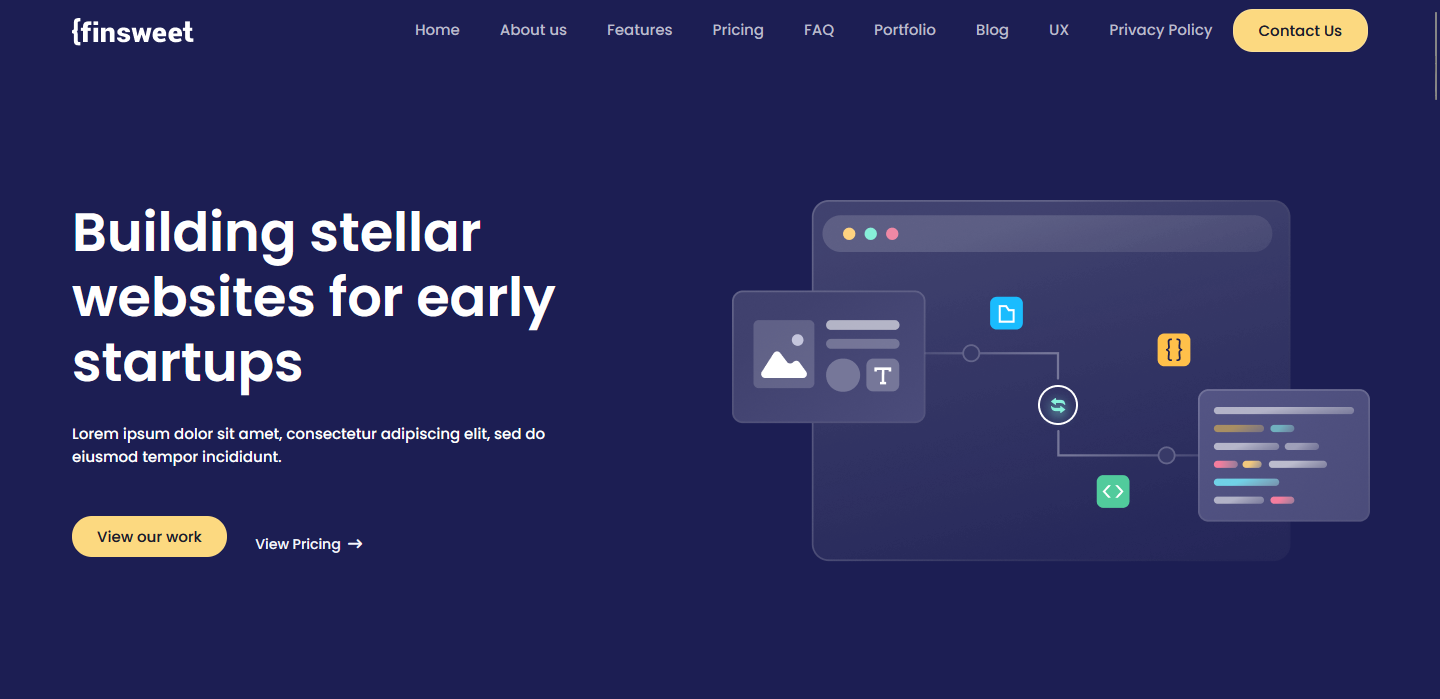 {finsweet
Home About us Features Pricing FAQ Portfolio Blog UX Privacy Policy Contact Us
Building stellar
websites for early
startups
Lorem ipsum dolor sit amet, consectetur adipiscing elit, sed do
eiusmod tempor incididunt.
View our work View Pricing →
T
{ }
< >